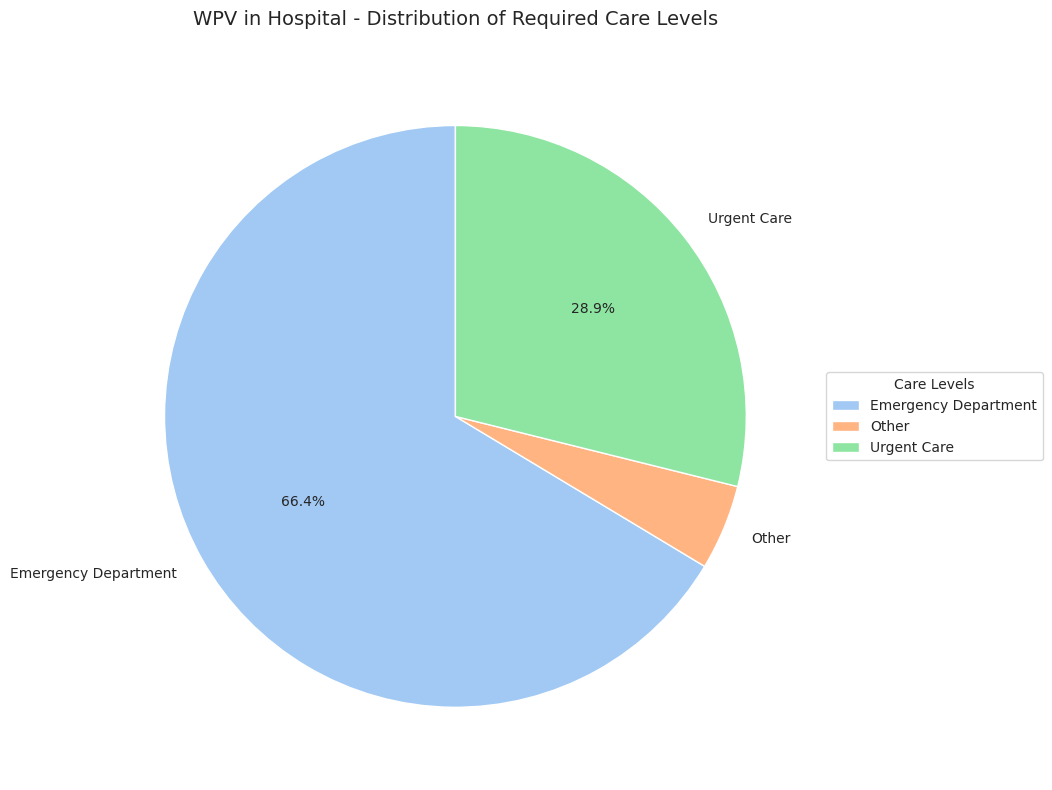 WPV in Hospital - Distribution of Required Care Levels
Urgent Care
28.9%
Care Levels
Emergency Department
Other
Urgent Care
66.4%
Other
Emergency Department